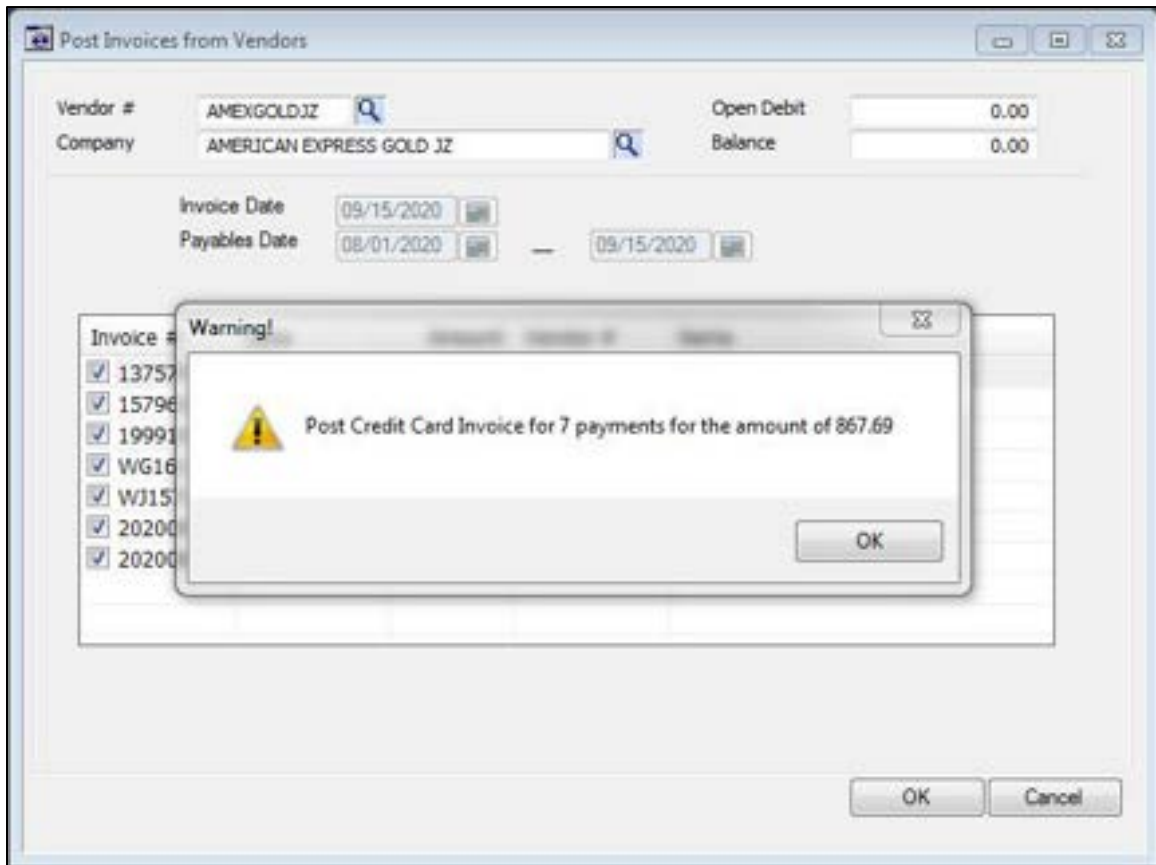 Post Invoices from Vendors
Vendor # AMEXGOLDJZ Open Debit 0.00
Company AMERICAN EXPRESS GOLD JZ Balance 0.00
Invoice Date 09/15/2020
Payables Date 08/01/2020 — 09/15/2020
Warning!
Invoice #
13757
15796
Post Credit Card Invoice for 7 payments for the amount of 867.69
19991
WG16
WJ15
2020
OK
2020
OK Cancel